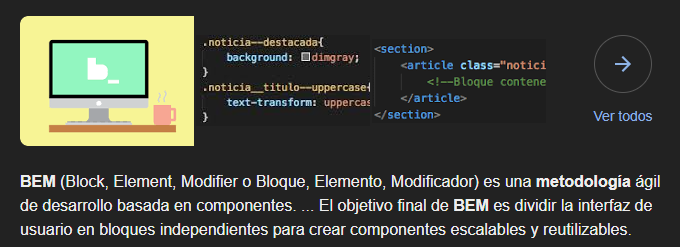 b_
.noticia--destacada{
background: dimgray;
}
.noticia__titulo--uppercase{
text-transform: uppercas
}
<section>
<article class="notici
<!--Bloque contene
</article>
</section>
Ver todos
BEM (Block, Element, Modifier o Bloque, Elemento, Modificador) es una metodología ágil
de desarrollo basada en componentes. ... El objetivo final de BEM es dividir la interfaz de
usuario en bloques independientes para crear componentes escalables y reutilizables.